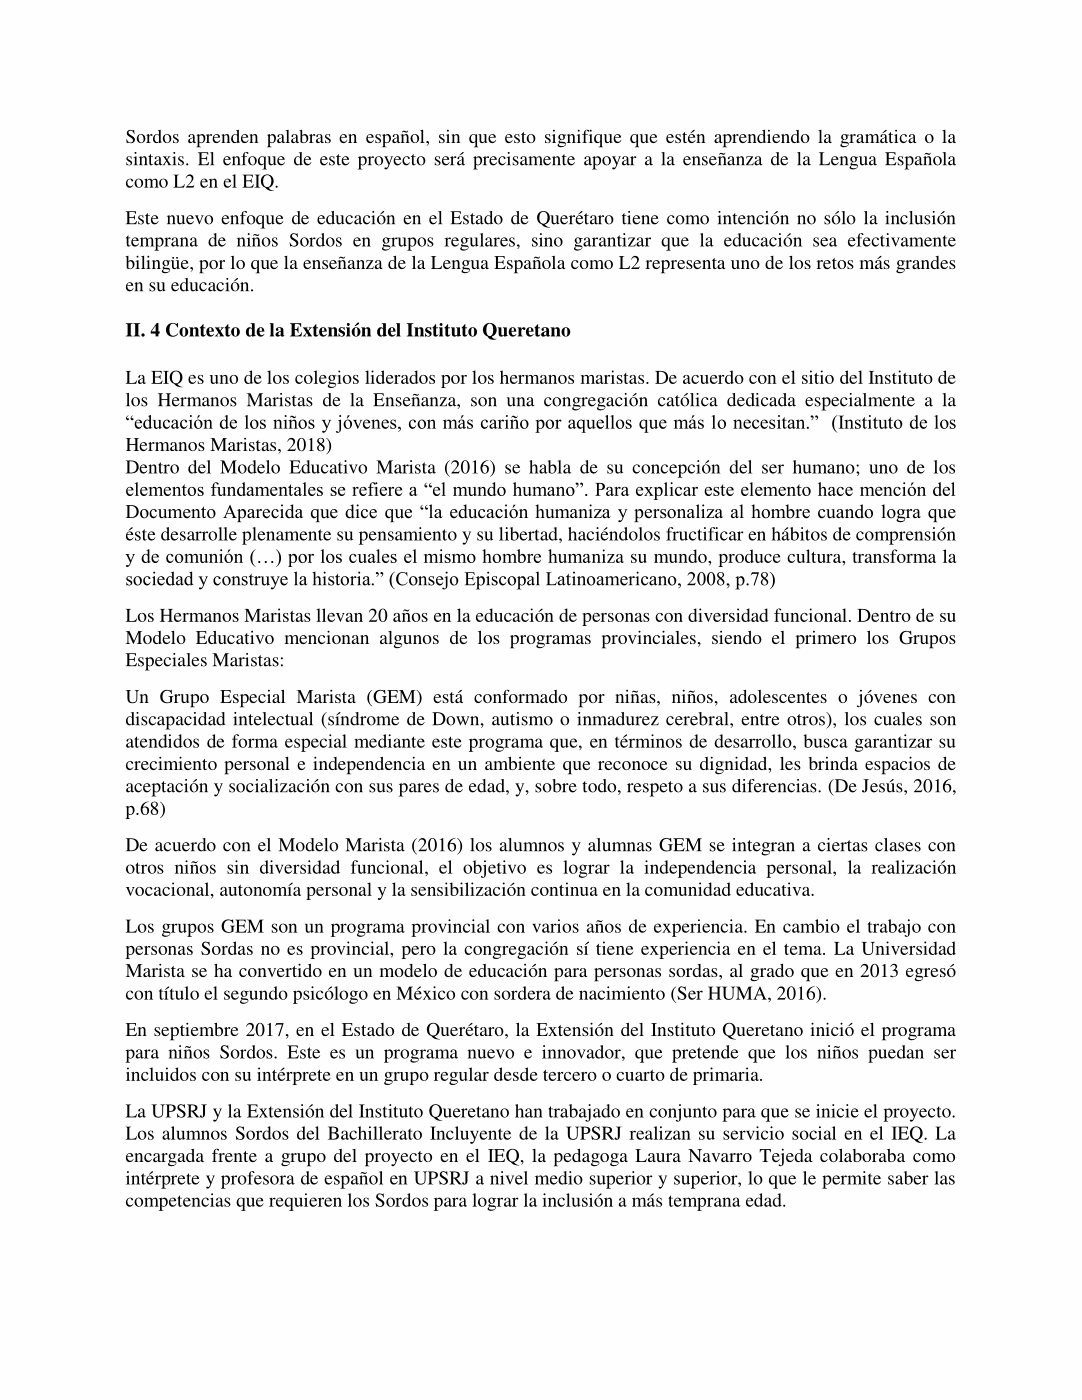 Sordos aprenden palabras en español, sin que esto signifique que estén aprendiendo la gramática o la
sintaxis. El enfoque de este proyecto será precisamente apoyar a la enseñanza de la Lengua Española
como L2 en el EIQ.
Este nuevo enfoque de educación en el Estado de Querétaro tiene como intención no sólo la inclusión
temprana de niños Sordos en grupos regulares, sino garantizar que la educación sea efectivamente
bilingüe, por lo que la enseñanza de la Lengua Española como L2 representa uno de los retos más grandes
en su educación.
II. 4 Contexto de la Extensión del Instituto Queretano
La EIQ es uno de los colegios liderados por los hermanos maristas. De acuerdo con el sitio del Instituto de
los Hermanos Maristas de la Enseñanza, son una congregación católica dedicada especialmente a la
“educación de los niños y jóvenes, con más cariño por aquellos que más lo necesitan.” (Instituto de los
Hermanos Maristas, 2018)
Dentro del Modelo Educativo Marista (2016) se habla de su concepción del ser humano; uno de los
elementos fundamentales se refiere a “el mundo humano”. Para explicar este elemento hace mención del
Documento Aparecida que dice que “la educación humaniza y personaliza al hombre cuando logra que
éste desarrolle plenamente su pensamiento y su libertad, haciéndolos fructificar en hábitos de comprensión
y de comunión (…) por los cuales el mismo hombre humaniza su mundo, produce cultura, transforma la
sociedad y construye la historia.” (Consejo Episcopal Latinoamericano, 2008, p.78)
Los Hermanos Maristas llevan 20 años en la educación de personas con diversidad funcional. Dentro de su
Modelo Educativo mencionan algunos de los programas provinciales, siendo el primero los Grupos
Especiales Maristas:
Un Grupo Especial Marista (GEM) está conformado por niñas, niños, adolescentes o jóvenes con
discapacidad intelectual (síndrome de Down, autismo o inmadurez cerebral, entre otros), los cuales son
atendidos de forma especial mediante este programa que, en términos de desarrollo, busca garantizar su
crecimiento personal e independencia en un ambiente que reconoce su dignidad, les brinda espacios de
aceptación y socialización con sus pares de edad, y, sobre todo, respeto a sus diferencias. (De Jesús, 2016,
p.68)
De acuerdo con el Modelo Marista (2016) los alumnos y alumnas GEM se integran a ciertas clases con
otros niños sin diversidad funcional, el objetivo es lograr la independencia personal, la realización
vocacional, autonomía personal y la sensibilización continua en la comunidad educativa.
Los grupos GEM son un programa provincial con varios años de experiencia. En cambio el trabajo con
personas Sordas no es provincial, pero la congregación sí tiene experiencia en el tema. La Universidad
Marista se ha convertido en un modelo de educación para personas sordas, al grado que en 2013 egresó
con título el segundo psicólogo en México con sordera de nacimiento (Ser HUMA, 2016).
En septiembre 2017, en el Estado de Querétaro, la Extensión del Instituto Queretano inició el programa
para niños Sordos. Este es un programa nuevo e innovador, que pretende que los niños puedan ser
incluidos con su intérprete en un grupo regular desde tercero o cuarto de primaria.
La UPSRJ y la Extensión del Instituto Queretano han trabajado en conjunto para que se inicie el proyecto.
Los alumnos Sordos del Bachillerato Incluyente de la UPSRJ realizan su servicio social en el IEQ. La
encargada frente a grupo del proyecto en el IEQ, la pedagoga Laura Navarro Tejeda colaboraba como
intérprete y profesora de español en UPSRJ a nivel medio superior y superior, lo que le permite saber las
competencias que requieren los Sordos para lograr la inclusión a más temprana edad.